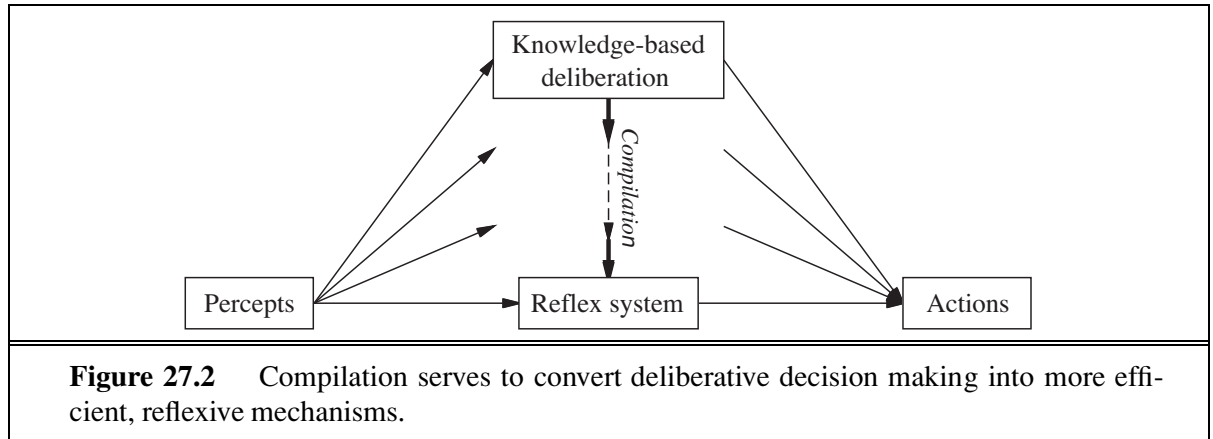 Knowledge-based
deliberation
Compilation
Percepts
Reflex system
Actions
Figure 27.2 Compilation serves to convert deliberative decision making into more effi-
cient, reflexive mechanisms.